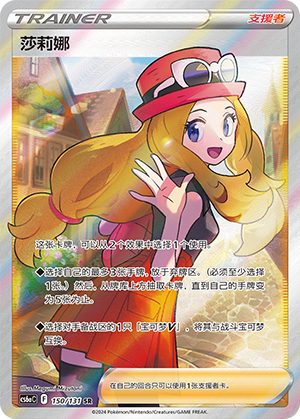 TRAINER
支援者
莎莉娜
这张卡牌,可以从2个效果中选择1个使用。
◆选择自己的最多3张手牌,放于弃牌区。(必须至少选择
1张。)然后,从牌库上方抽取卡牌,直到自己的手牌变
为5张为止。
◆选择对手备战区的1只「宝可梦V」,将其与战斗宝可梦
互换。
Illus. Megumi Mizutani
CS6aC F 150/131 SR
在自己的回合只可以使用1张支援者卡。
©2024 Pokémon/Nintendo/Creatures/GAME FREAK.